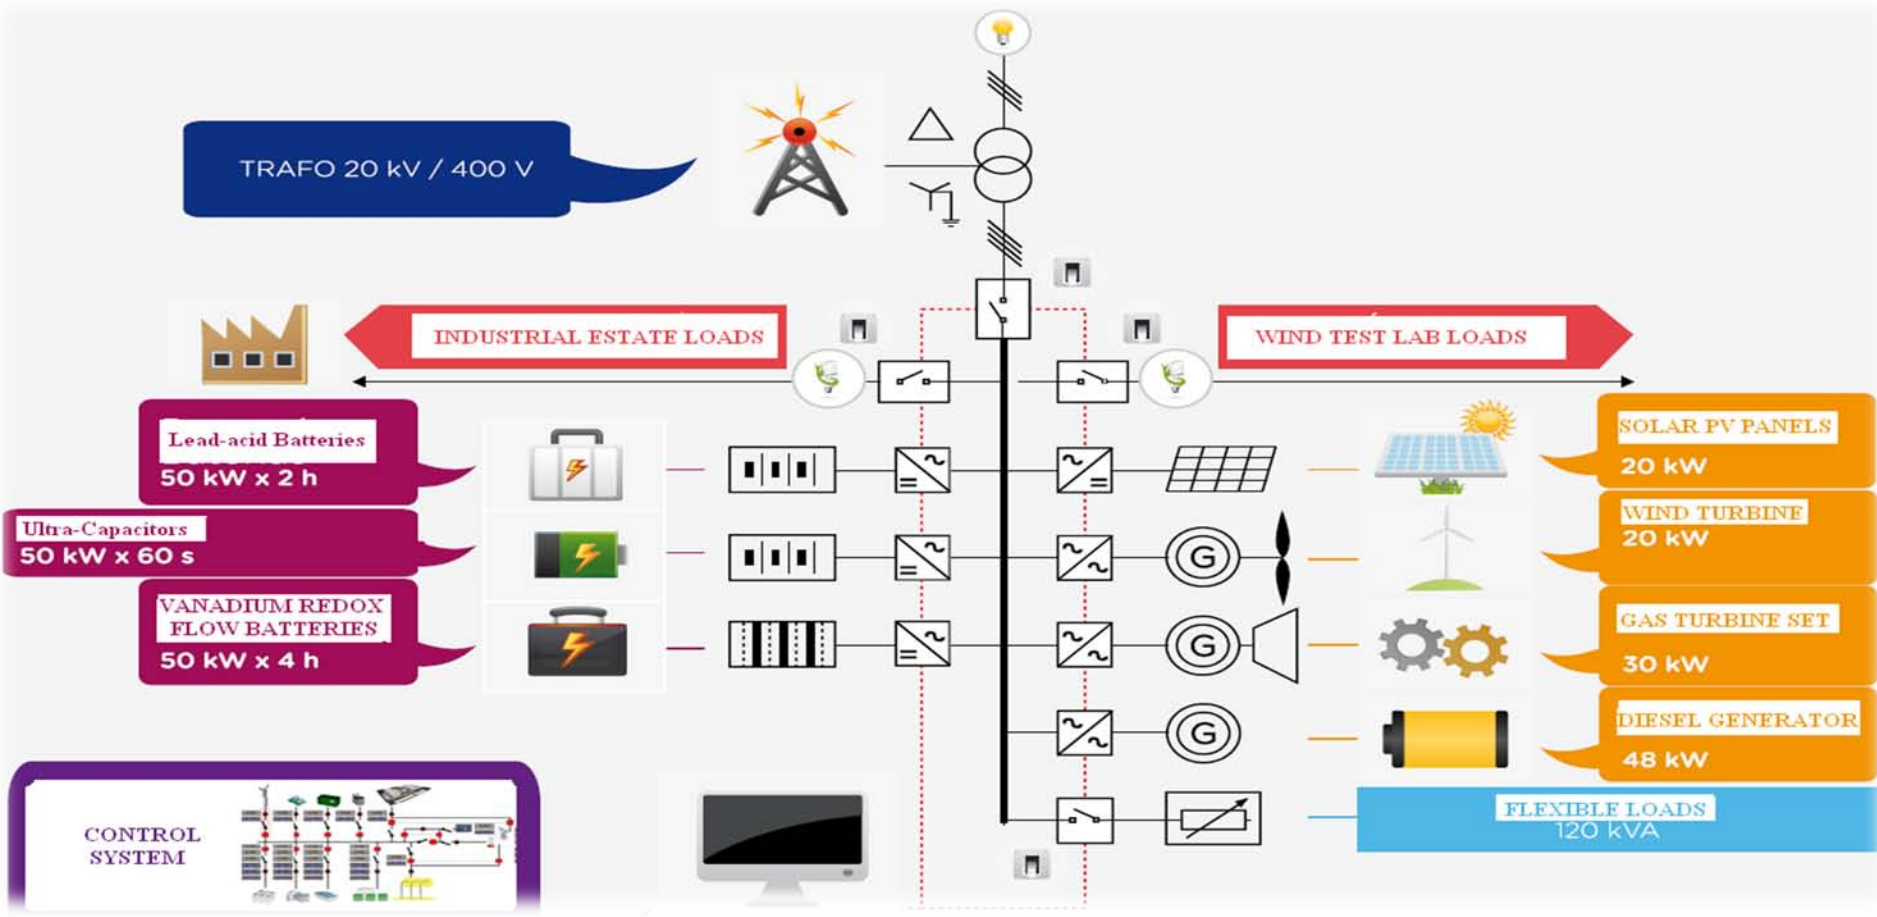 TRAFO 20 kV / 400 V
INDUSTRIAL ESTATE LOADS
WIND TEST LAB LOADS
Lead-acid Batteries
50 kW x 2 h
Ultra-Capacitors
50 kW x 60 s
VANADIUM REDOX
FLOW BATTERIES
50 kW x 4 h
SOLAR PV PANELS
20 kW
WIND TURBINE
20 kW
G
GAS TURBINE SET
30 kW
G
DIESEL GENERATOR
48 kW
G
FLEXIBLE LOADS
120 kVA
CONTROL
SYSTEM